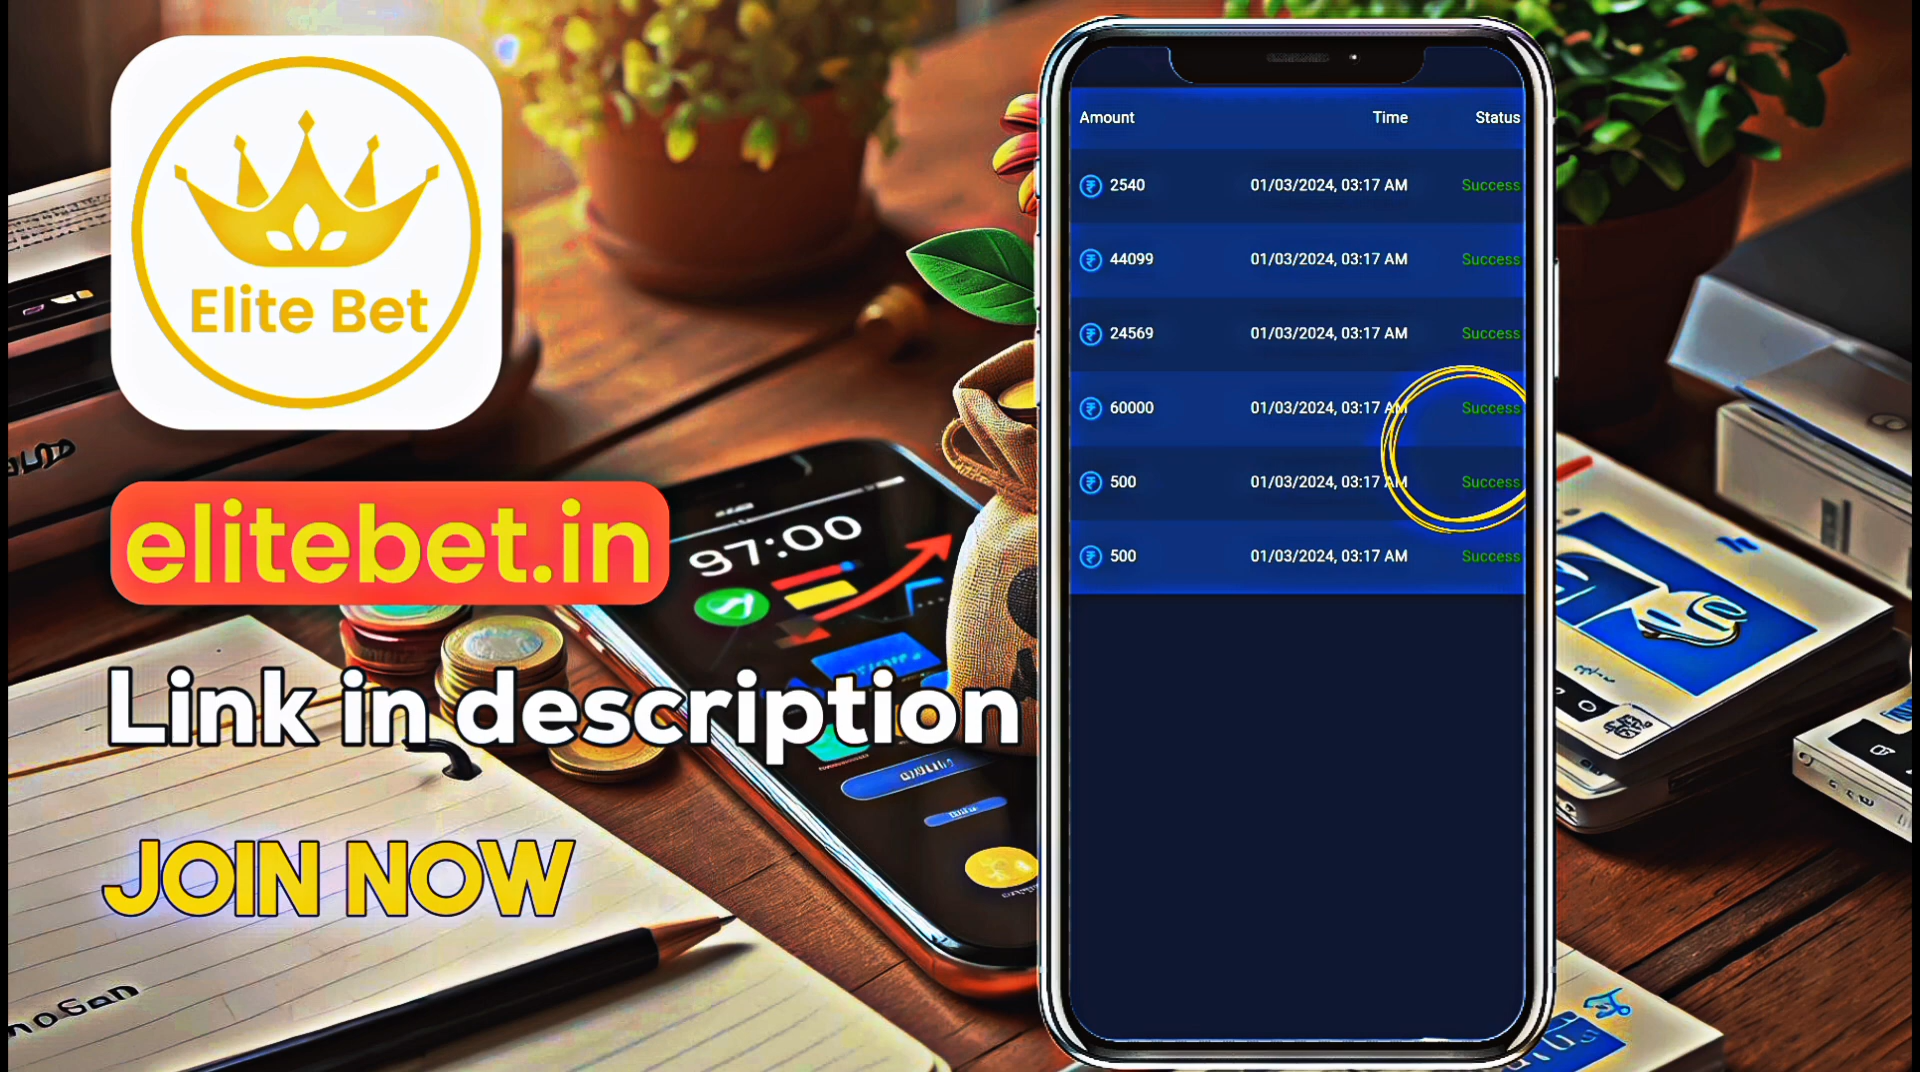 Elite Bet
elitebet.in
Link in description
JOIN NOW
97:00
Amount Time Status
₹ 2540 01/03/2024, 03:17 AM Success
₹ 44099 01/03/2024, 03:17 AM Success
₹ 24569 01/03/2024, 03:17 AM Success
₹ 60000 01/03/2024, 03:17 AM Success
₹ 500 01/03/2024, 03:17 AM Success
₹ 500 01/03/2024, 03:17 AM Success